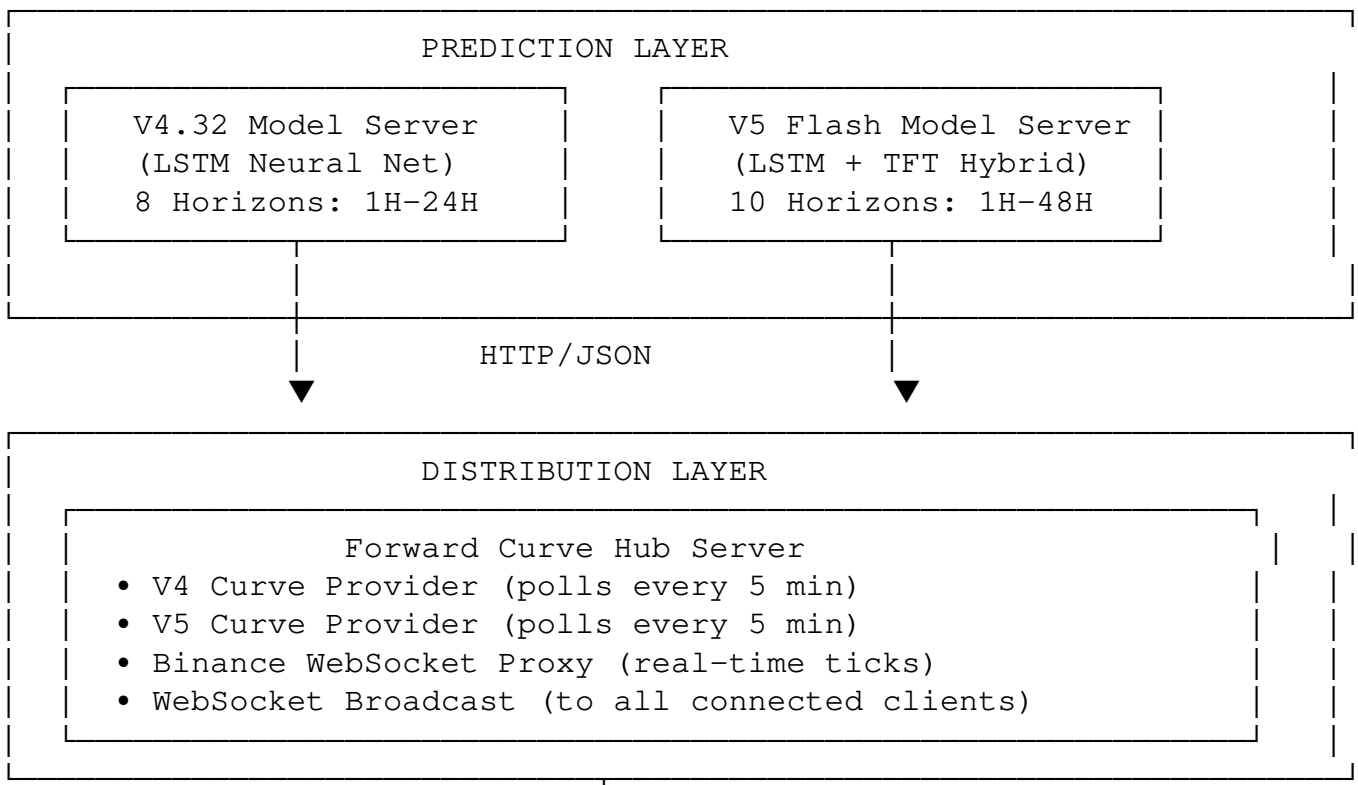 PREDICTION LAYER
V4.32 Model Server V5 Flash Model Server
(LSTM Neural Net) (LSTM + TFT Hybrid)
8 Horizons: 1H-24H 10 Horizons: 1H-48H
HTTP/JSON
DISTRIBUTION LAYER
Forward Curve Hub Server
• V4 Curve Provider (polls every 5 min)
• V5 Curve Provider (polls every 5 min)
• Binance WebSocket Proxy (real-time ticks)
• WebSocket Broadcast (to all connected clients)